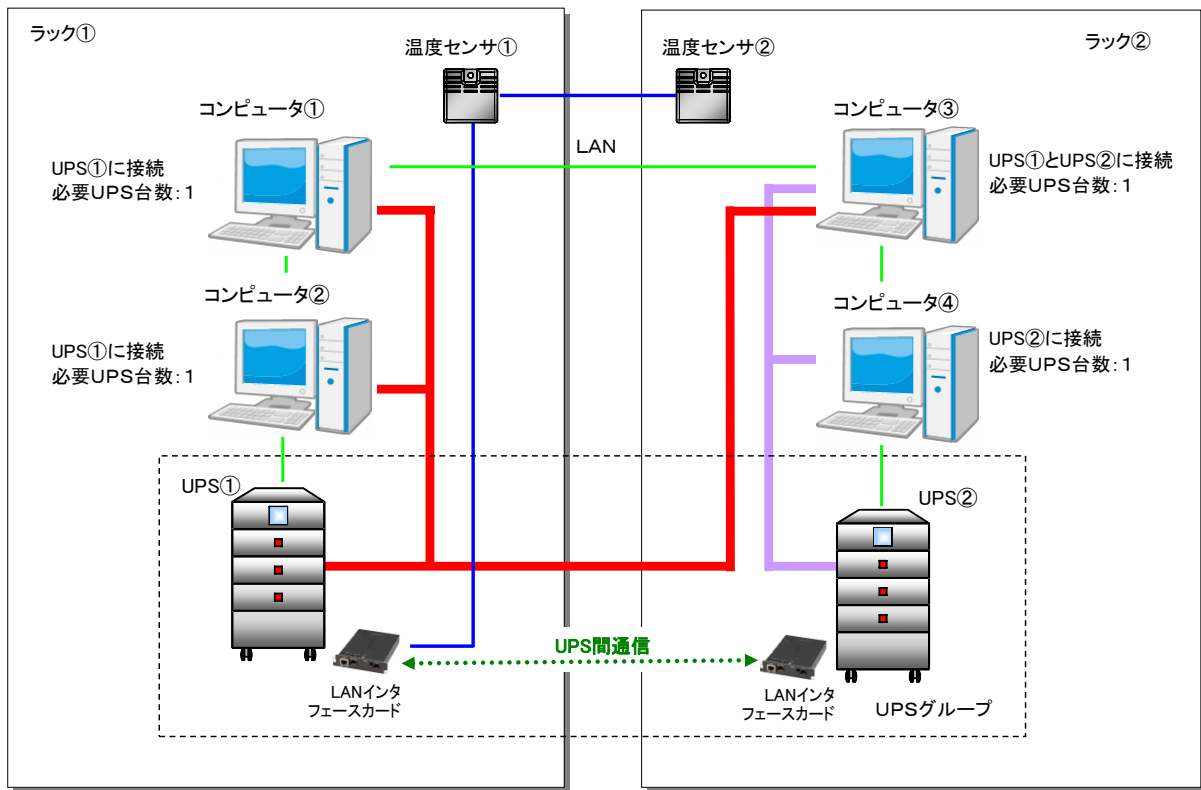 ラック①
ラック②
温度センサ①
温度センサ②
コンピュータ①
コンピュータ③
LAN
UPS①に接続
必要UPS台数：1
UPS①とUPS②に接続
必要UPS台数：1
コンピュータ②
コンピュータ④
UPS①に接続
必要UPS台数：1
UPS②に接続
必要UPS台数：1
UPS①
UPS②
UPS間通信
LANインタ
フェースカード
LANインタ
フェースカード
UPSグループ